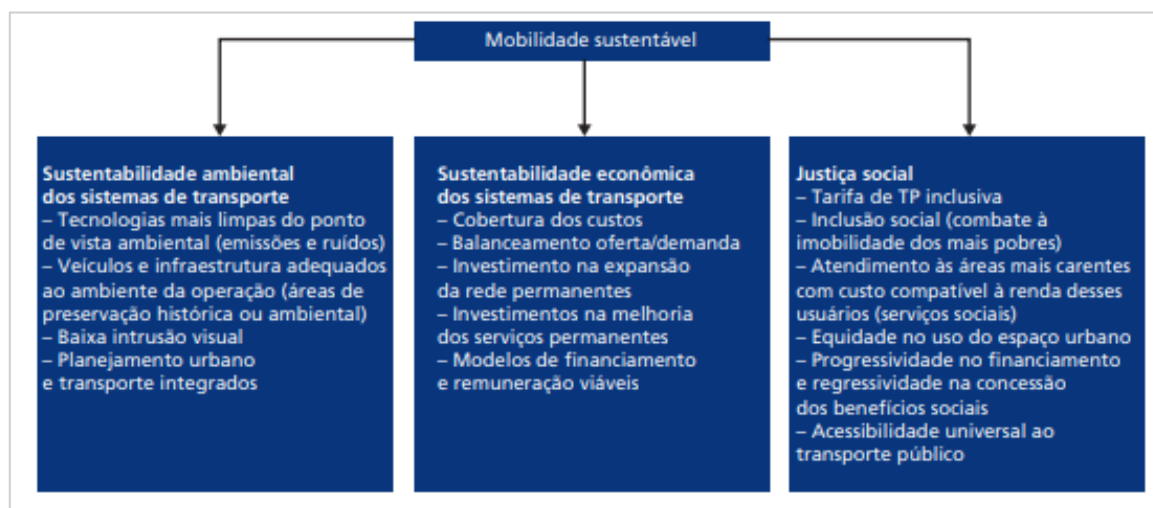 Mobilidade sustentável
Sustentabilidade ambiental
dos sistemas de transporte
– Tecnologias mais limpas do ponto
de vista ambiental (emissões e ruídos)
– Veículos e infraestrutura adequados
ao ambiente da operação (áreas de
preservação histórica ou ambiental)
– Baixa intrusão visual
– Planejamento urbano
e transporte integrados
Sustentabilidade econômica
dos sistemas de transporte
– Cobertura dos custos
– Balanceamento oferta/demanda
– Investimento na expansão
da rede permanentes
– Investimentos na melhoria
dos serviços permanentes
– Modelos de financiamento
e remuneração viáveis
Justiça social
– Tarifa de TP inclusiva
– Inclusão social (combate à
imobilidade dos mais pobres)
– Atendimento às áreas mais carentes
com custo compatível à renda desses
usuários (serviços sociais)
– Equidade no uso do espaço urbano
– Progressividade no financiamento
e regressividade na concessão
dos benefícios sociais
– Acessibilidade universal ao
transporte público